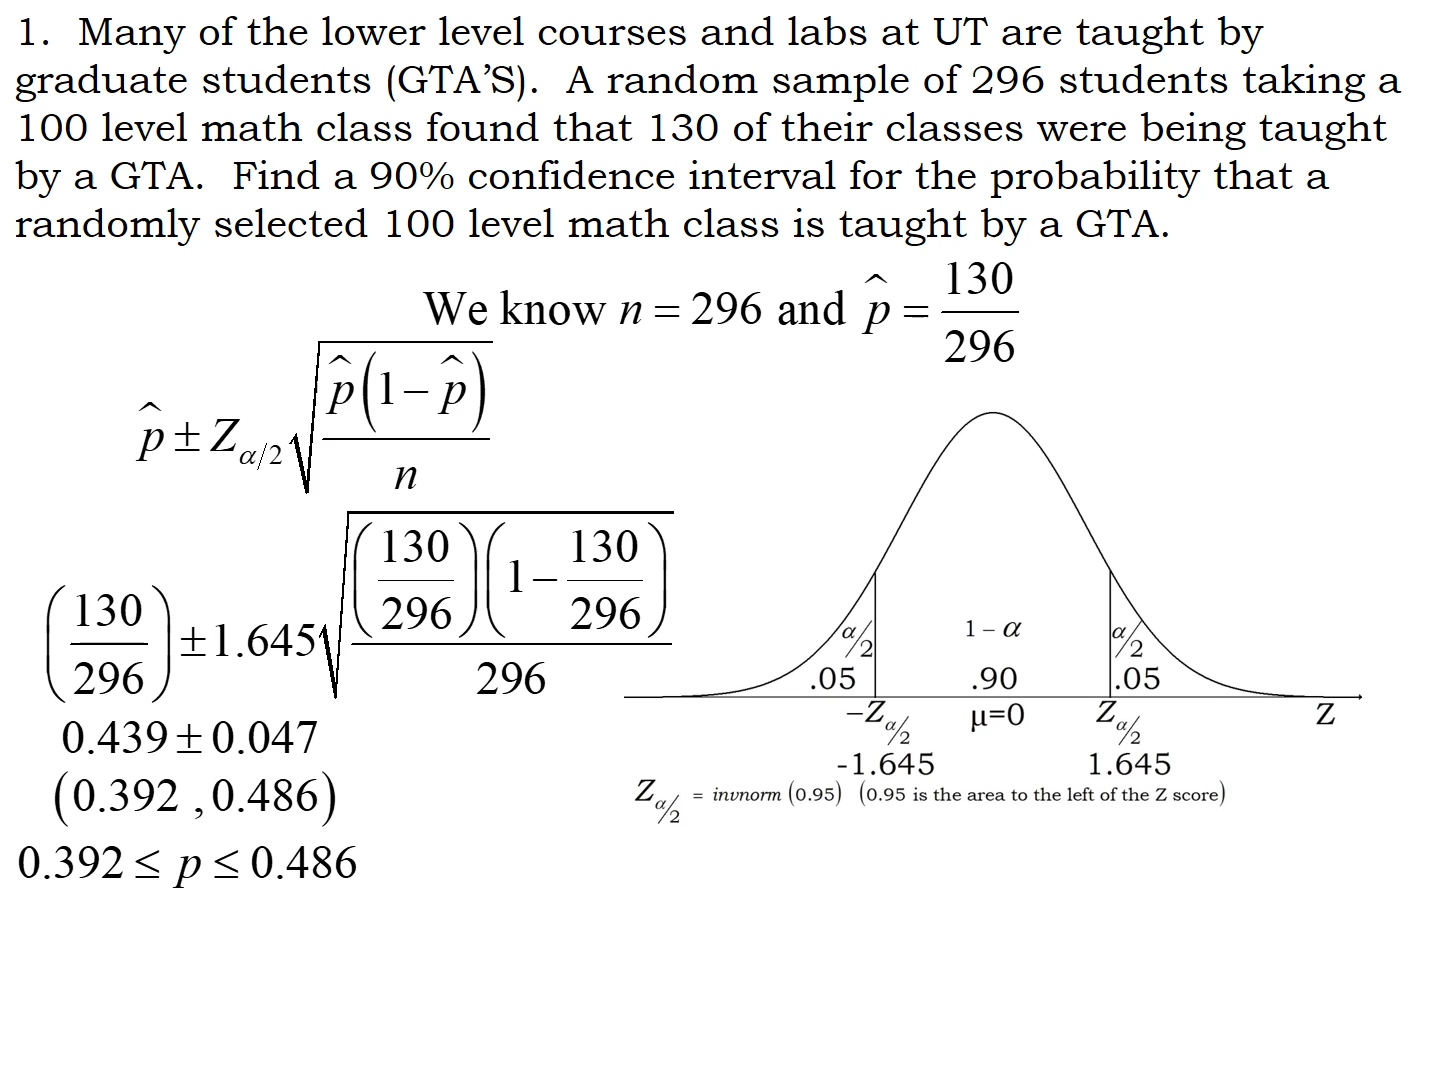 1.  Many of the lower level courses and labs at UT are taught by
graduate students (GTA’S).  A random sample of 296 students taking a
100 level math class found that 130 of their classes were being taught
by a GTA.  Find a 90% confidence interval for the probability that a
randomly selected 100 level math class is taught by a GTA.
We know n = 296 and p̂ = 130/296
p̂ ± Z_{α/2} √(p̂(1 − p̂)/n)
(130/296) ± 1.645 √((130/296)(1 − 130/296)/296)
0.439 ± 0.047
(0.392 , 0.486)
0.392 ≤ p ≤ 0.486
α/2 1 − α α/2
.05 .90 .05
−Z_{α/2} μ=0 Z_{α/2} Z
-1.645 1.645
Z_{α/2} = invnorm (0.95) (0.95 is the area to the left of the Z score)